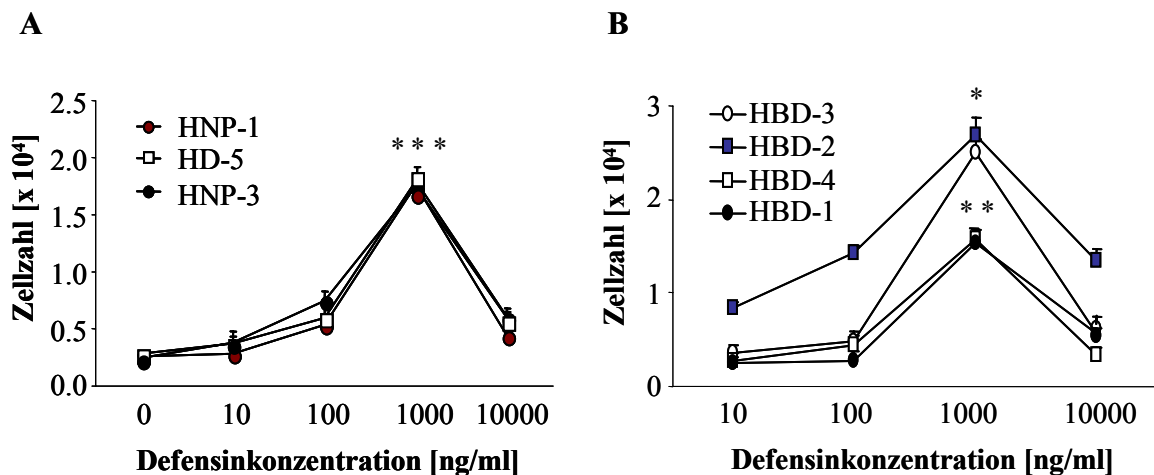 A
Zellzahl [x 10⁴]
2.5
2.0
1.5
1.0
0.5
0.0
HNP-1
HD-5
HNP-3
* * *
0 10 100 1000 10000
Defensinkonzentration [ng/ml]
B
Zellzahl [x 10⁴]
3
2
1
0
HBD-3
HBD-2
HBD-4
HBD-1
*
* *
10 100 1000 10000
Defensinkonzentration [ng/ml]